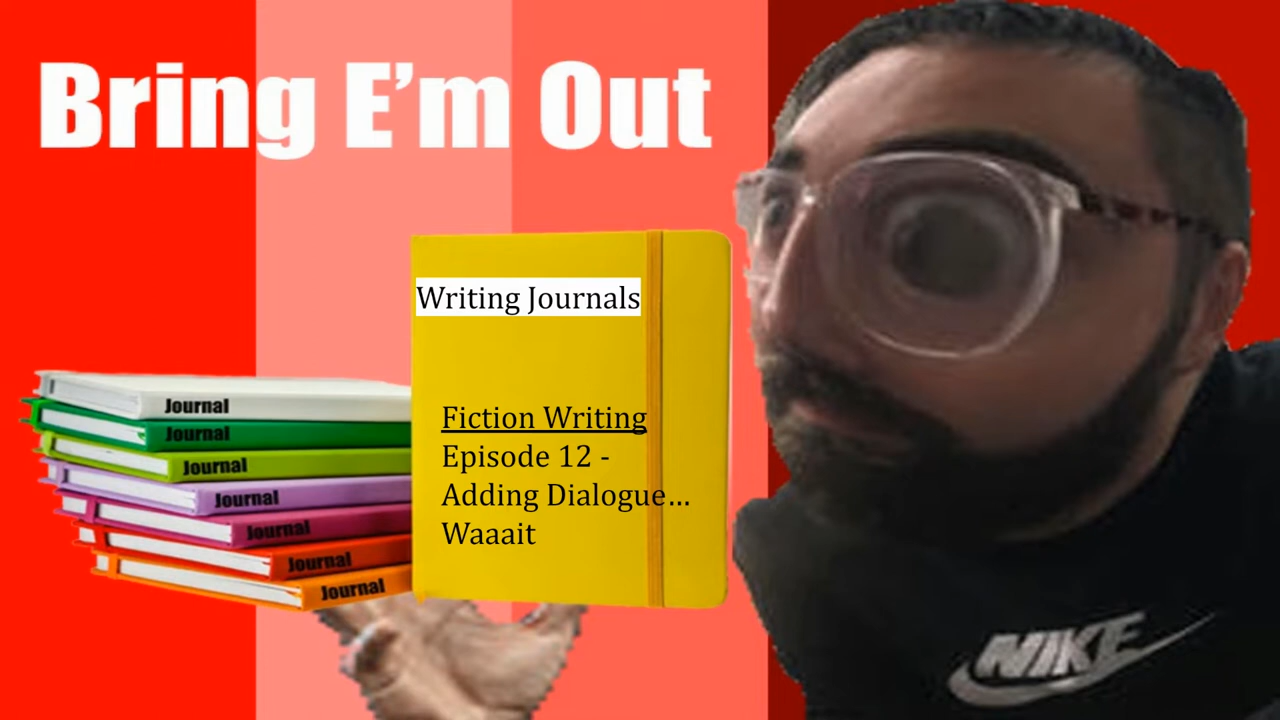 Bring E’m Out
Writing Journals
Fiction Writing
Episode 12 -
Adding Dialogue...
Waaait
Journal
Journal
Journal
Journal
Journal
Journal
Journal
NIKE